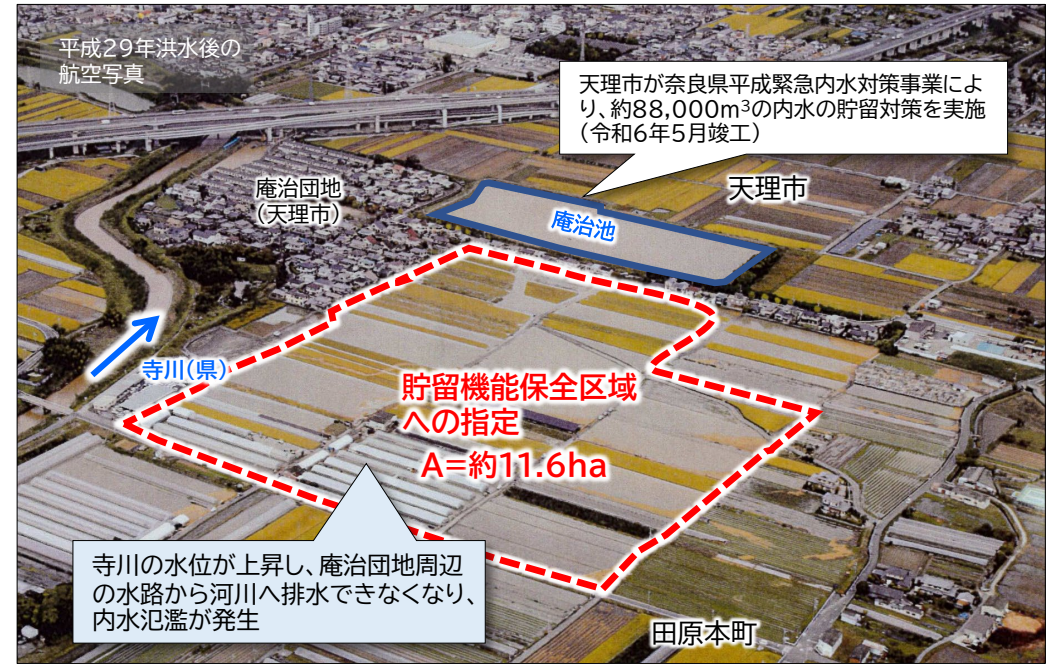 平成29年洪水後の
航空写真
天理市が奈良県平成緊急内水対策事業によ
り、約88,000m³の内水の貯留対策を実施
(令和6年5月竣工)
庵治団地
(天理市)
天理市
庵治池
寺川(県)
貯留機能保全区域
への指定
A=約11.6ha
寺川の水位が上昇し、庵治団地周辺
の水路から河川へ排水できなくなり、
内水氾濫が発生
田原本町